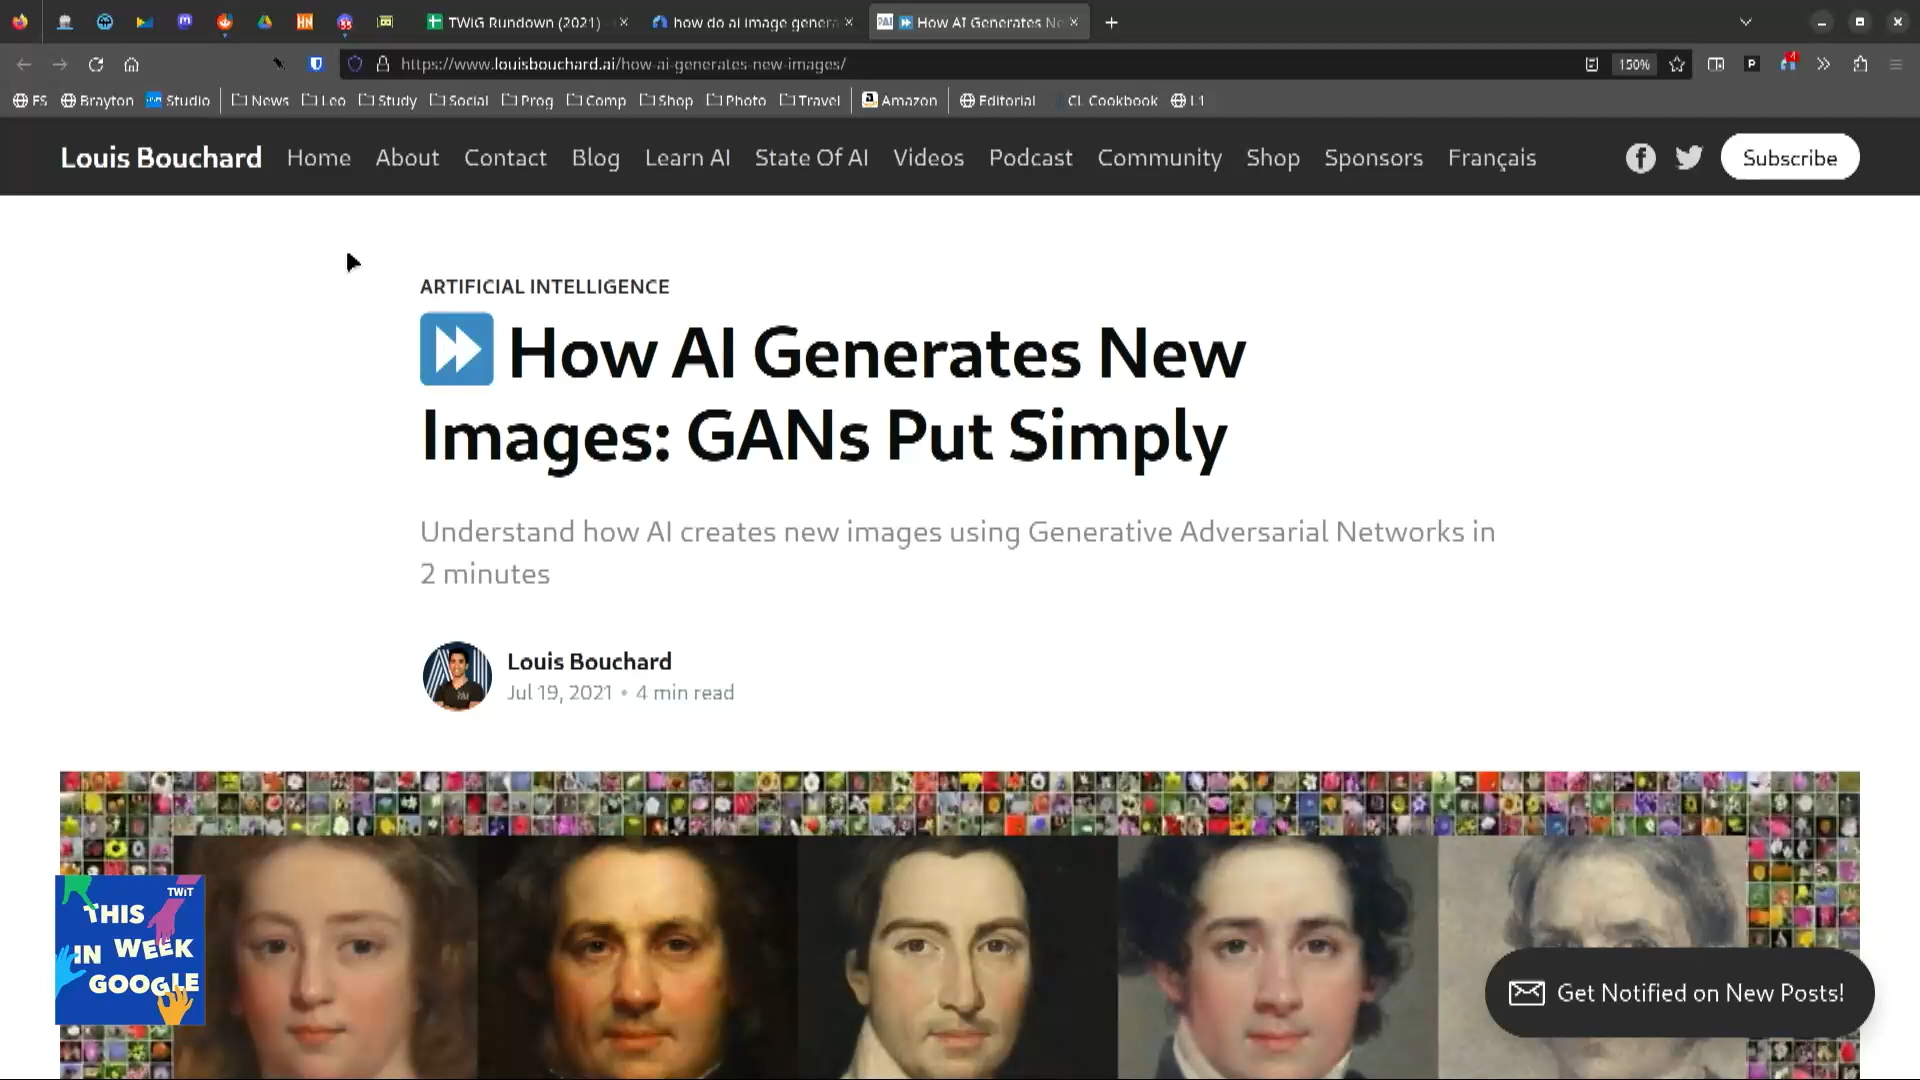 TWiG Rundown (2021)
how do ai image genera
How AI Generates Ne
https://www.louisbouchard.ai/how-ai-generates-new-images/
150%
FS Brayton Studio News Leo Study Social Prog Comp Shop Photo Travel Amazon Editorial CL Cookbook L1
Louis Bouchard Home About Contact Blog Learn AI State Of AI Videos Podcast Community Shop Sponsors Français Subscribe
ARTIFICIAL INTELLIGENCE
How AI Generates New
Images: GANs Put Simply
Understand how AI creates new images using Generative Adversarial Networks in
2 minutes
Louis Bouchard
Jul 19, 2021 • 4 min read
TWiT
THIS
IN WEEK
GOOGLE
Get Notified on New Posts!